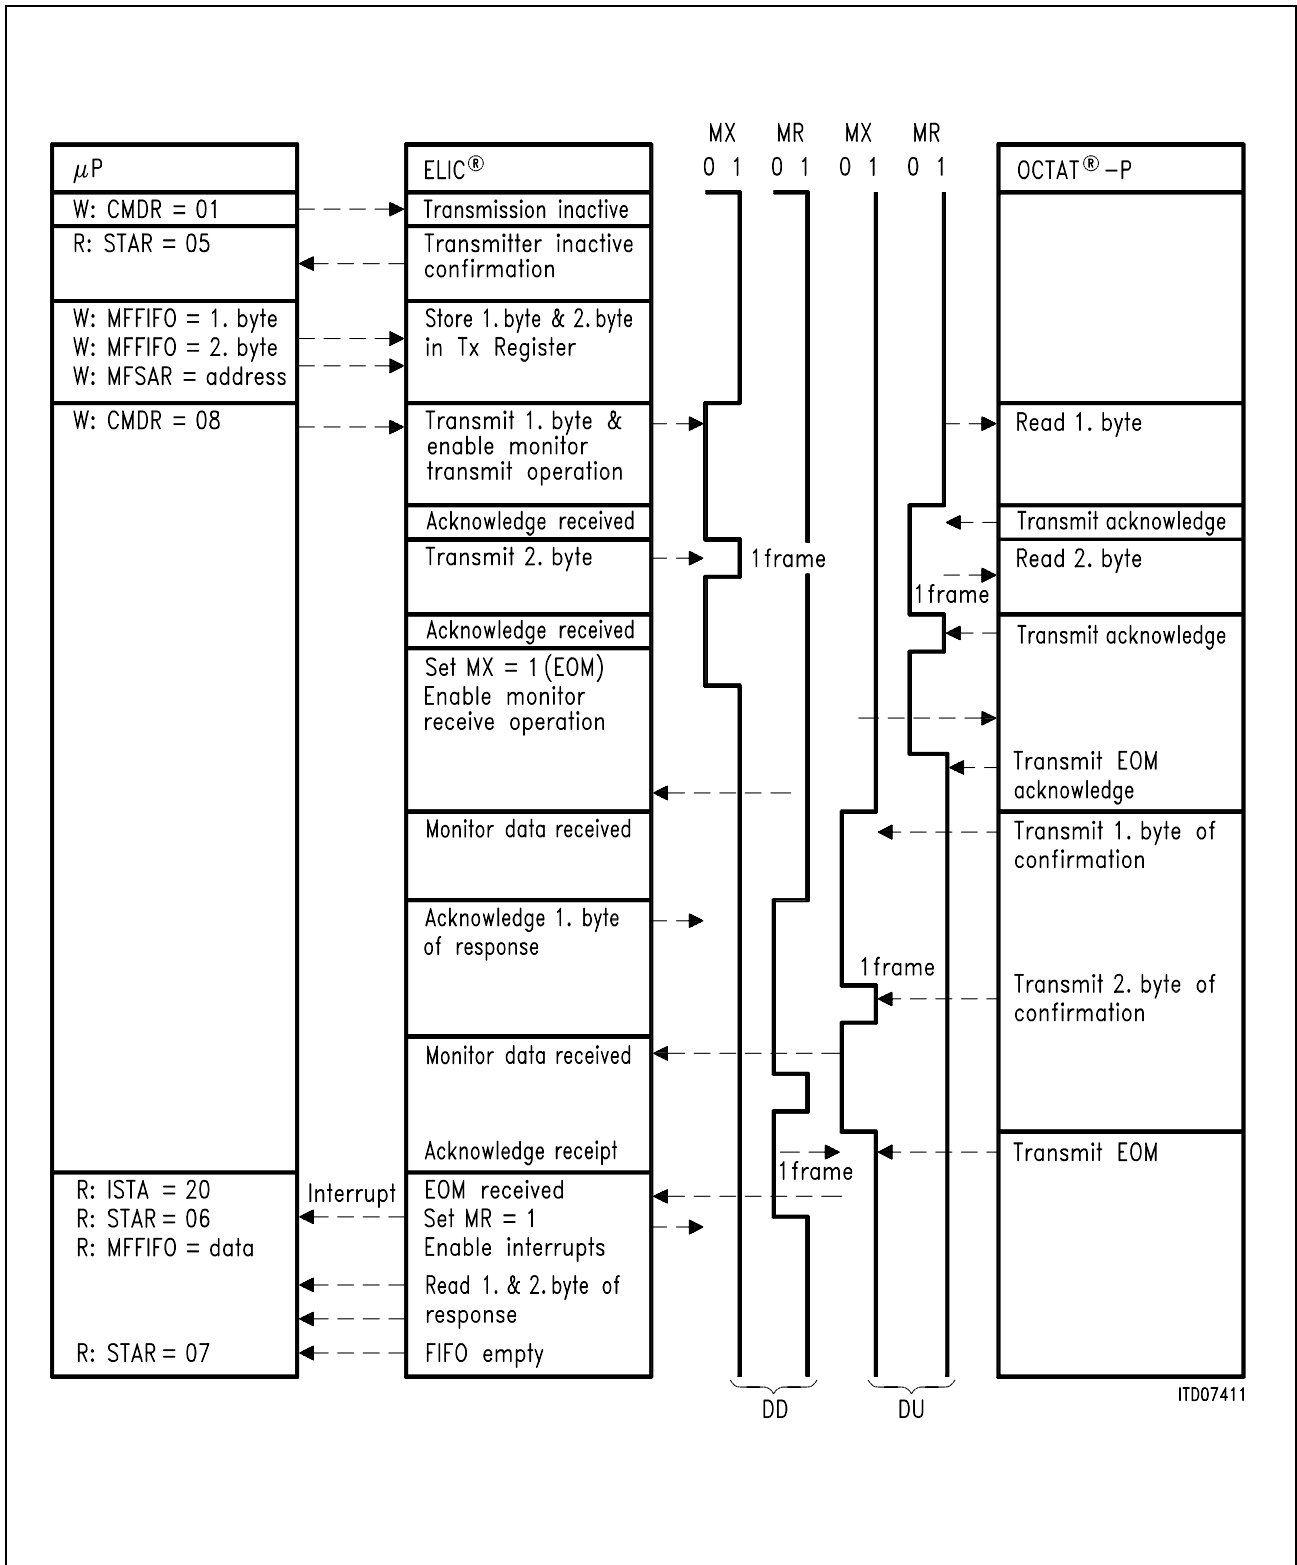 MX MR MX MR
μP
ELIC®
0 1 0 1 0 1 0 1
OCTAT®-P
W: CMDR = 01
Transmission inactive
R: STAR = 05
Transmitter inactive
confirmation
W: MFFIFO = 1. byte
W: MFFIFO = 2. byte
W: MFSAR = address
Store 1.byte & 2.byte
in Tx Register
W: CMDR = 08
Transmit 1. byte &
enable monitor
transmit operation
Read 1. byte
Acknowledge received
Transmit acknowledge
Transmit 2. byte
1 frame
Read 2. byte
1 frame
Acknowledge received
Transmit acknowledge
Set MX = 1 (EOM)
Enable monitor
receive operation
Transmit EOM
acknowledge
Monitor data received
Transmit 1. byte of
confirmation
Acknowledge 1. byte
of response
1 frame
Transmit 2. byte of
confirmation
Monitor data received
Acknowledge receipt
1 frame
Transmit EOM
R: ISTA = 20
R: STAR = 06
R: MFFIFO = data
Interrupt
EOM received
Set MR = 1
Enable interrupts
Read 1. & 2. byte of
response
R: STAR = 07
FIFO empty
DD
DU
ITD07411